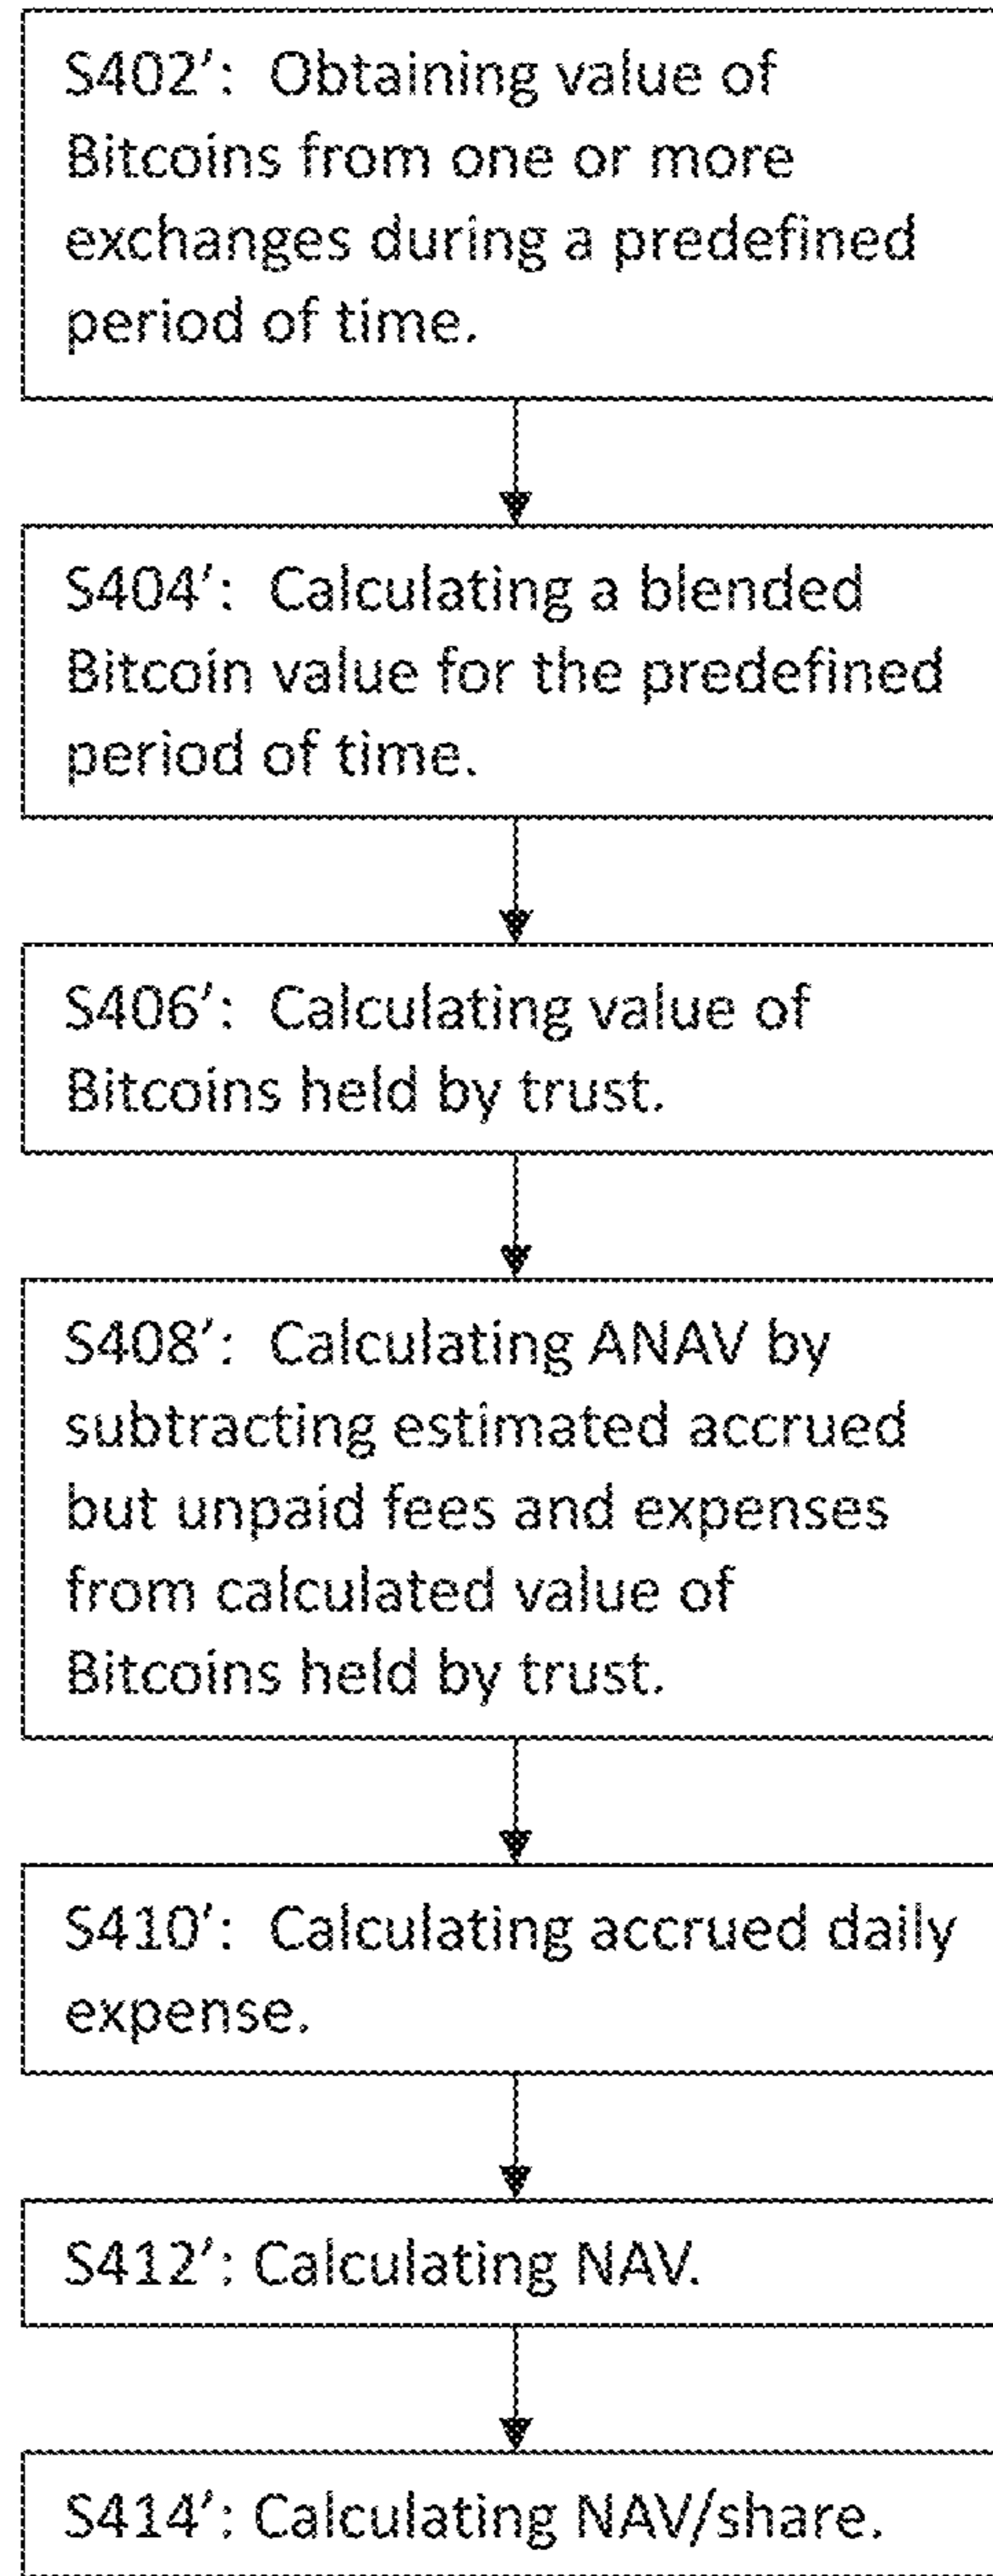 S402′:  Obtaining value of
Bitcoins from one or more
exchanges during a predefined
period of time.
S404′:  Calculating a blended
Bitcoin value for the predefined
period of time.
S406′:  Calculating value of
Bitcoins held by trust.
S408′:  Calculating ANAV by
subtracting estimated accrued
but unpaid fees and expenses
from calculated value of
Bitcoins held by trust.
S410′:  Calculating accrued daily
expense.
S412′: Calculating NAV.
S414′: Calculating NAV/share.